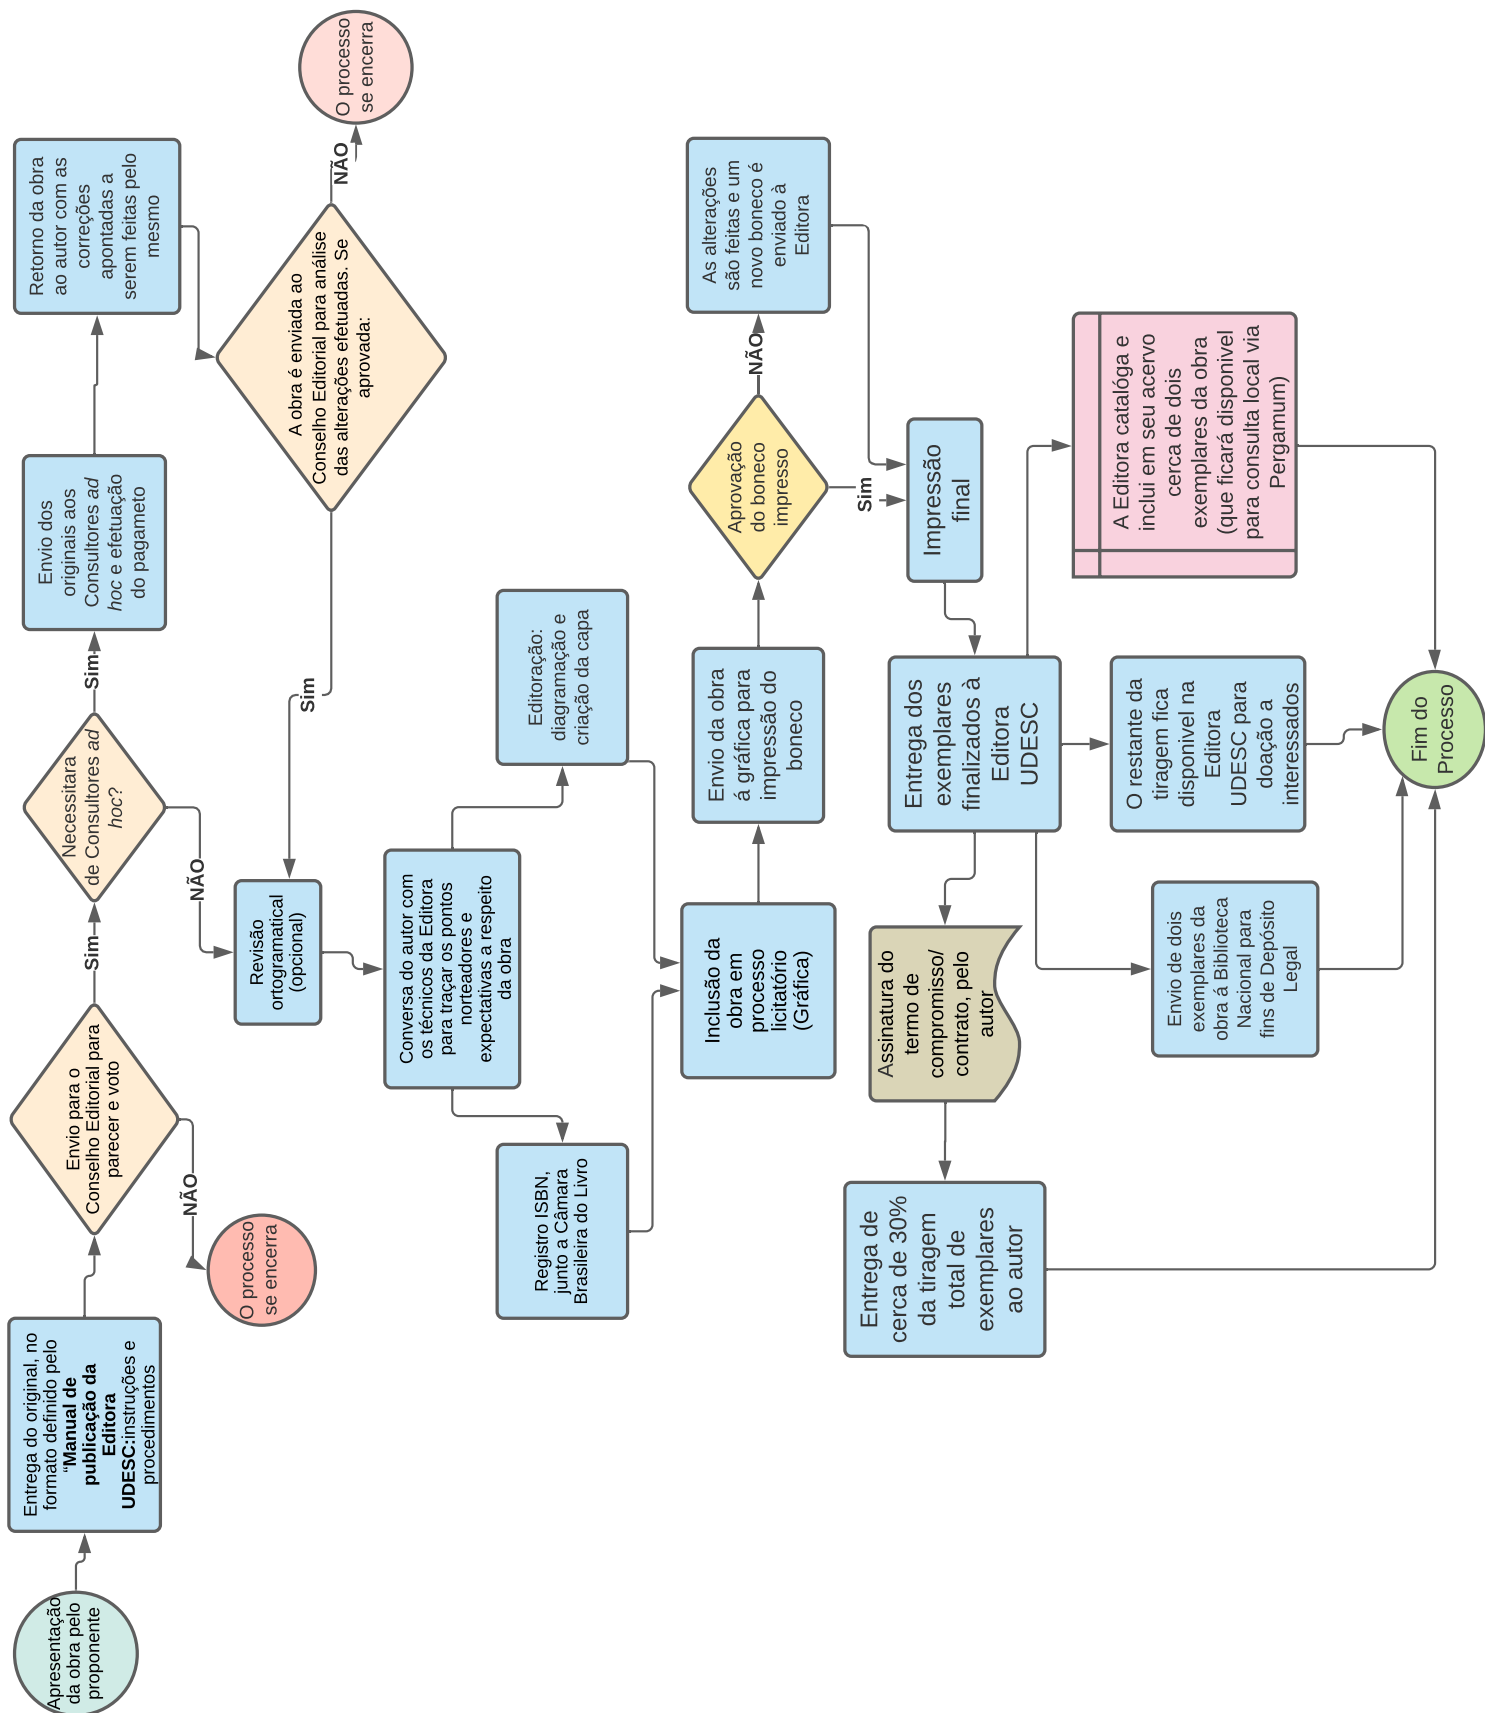 Apresentação
da obra pelo
proponente
Entrega do original, no
formato definido pelo
“Manual de
publicação da
Editora
UDESC:instruções e
procedimentos
Envio para o
Conselho Editorial para
parecer e voto
NÃO
O processo
se encerra
Sim
Necessitara
de Consultores ad
hoc?
Sim
Envio dos
originais aos
Consultores ad
hoc e efetuação
do pagameto
Retorno da obra
ao autor com as
correções
apontadas a
serem feitas pelo
mesmo
A obra é enviada ao
Conselho Editorial para análise
das alterações efetuadas. Se
aprovada:
NÃO
O processo
se encerra
Sim
NÃO
Revisão
ortogramatical
(opcional)
Conversa do autor com
os técnicos da Editora
para traçar os pontos
norteadores e
expectativas a respeito
da obra
Registro ISBN,
junto a Câmara
Brasileira do Livro
Editoração:
diagramação e
criação da capa
Inclusão da
obra em
processo
licitatório
(Gráfica)
Envio da obra
á gráfica para
impressão do
boneco
Aprovação
do boneco
impresso
NÃO
As alterações
são feitas e um
novo boneco é
enviado à
Editora
Sim
Impressão
final
Entrega dos
exemplares
finalizados à
Editora
UDESC
Assinatura do
termo de
compromisso/
contrato, pelo
autor
Entrega de
cerca de 30%
da tiragem
total de
exemplares
ao autor
Envio de dois
exemplares da
obra á Biblioteca
Nacional para
fins de Depósito
Legal
O restante da
tiragem fica
disponivel na
Editora
UDESC para
doação a
interessados
A Editora catalóga e
inclui em seu acervo
cerca de dois
exemplares da obra
(que ficará disponivel
para consulta local via
Pergamum)
Fim do
Processo